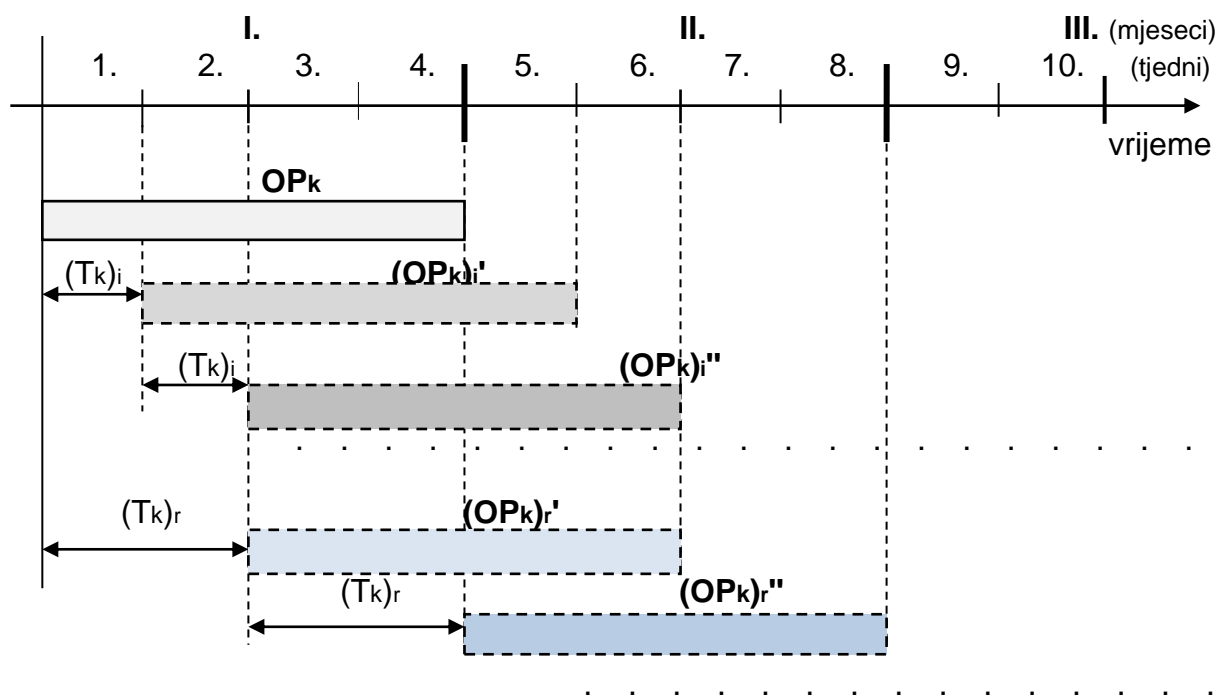 I. II. III. (mjeseci)
1. 2. 3. 4. 5. 6. 7. 8. 9. 10. (tjedni)
vrijeme
OPk
(Tk)i (OPk)i'
(Tk)i (OPk)i"
. . . . . . . . . . . . . . . . . . . . .
(Tk)r (OPk)r'
(Tk)r (OPk)r"
. . . . . . . . . . . . . . .